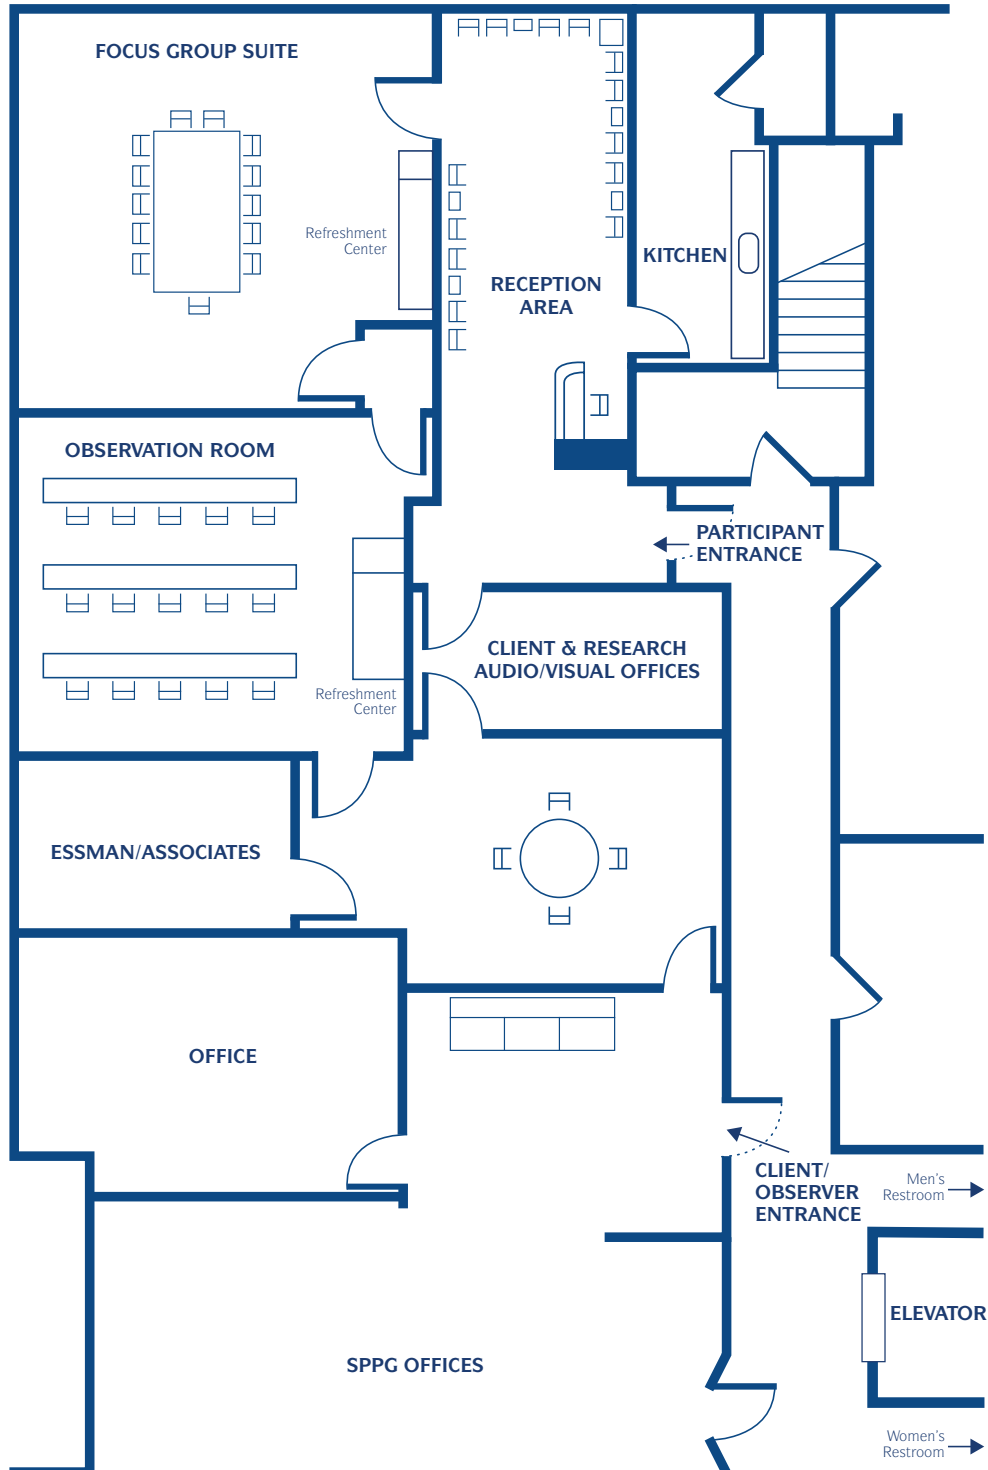 FOCUS GROUP SUITE
Refreshment
Center
RECEPTION
AREA
KITCHEN
OBSERVATION ROOM
PARTICIPANT
ENTRANCE
CLIENT & RESEARCH
AUDIO/VISUAL OFFICES
Refreshment
Center
ESSMAN/ASSOCIATES
OFFICE
CLIENT/
OBSERVER
ENTRANCE
Men's
Restroom
ELEVATOR
SPPG OFFICES
Women's
Restroom